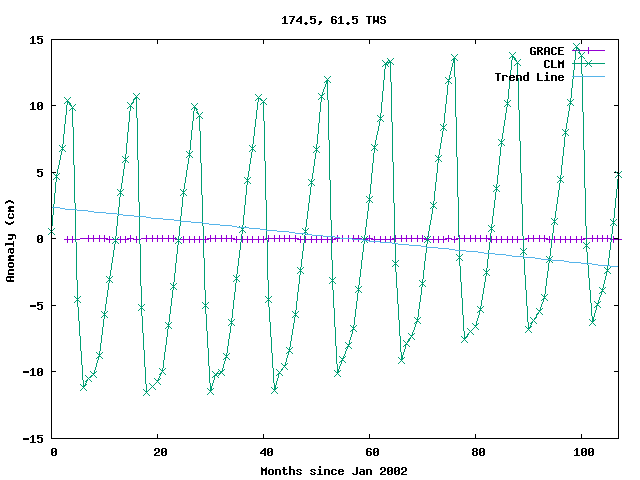 174.5, 61.5 TWS
GRACE
CLM
Trend Line
15
10
5
0
-5
-10
-15
Anomaly (cm)
0 20 40 60 80 100
Months since Jan 2002